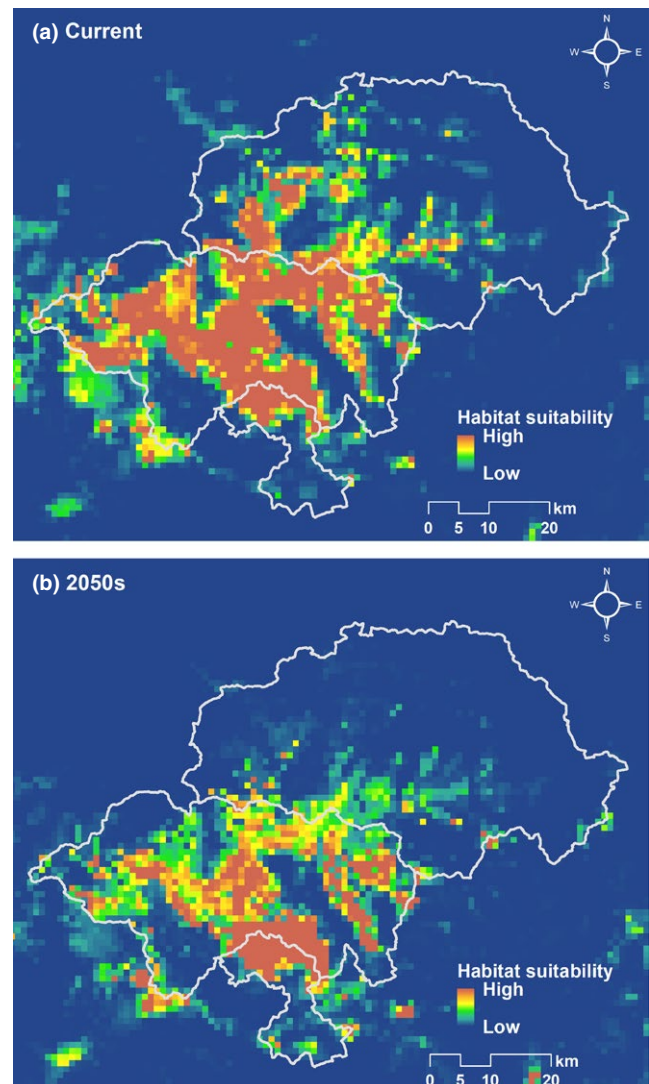 (a) Current
N
W E
S
Habitat suitability
High
Low
km
0 5 10 20
(b) 2050s
N
W E
S
Habitat suitability
High
Low
km
0 5 10 20